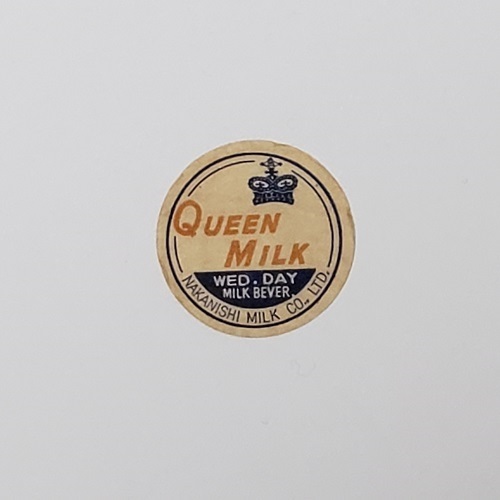 QUEEN
MILK
WED. DAY
MILK BEVER.
NAKANISHI MILK CO., LTD.